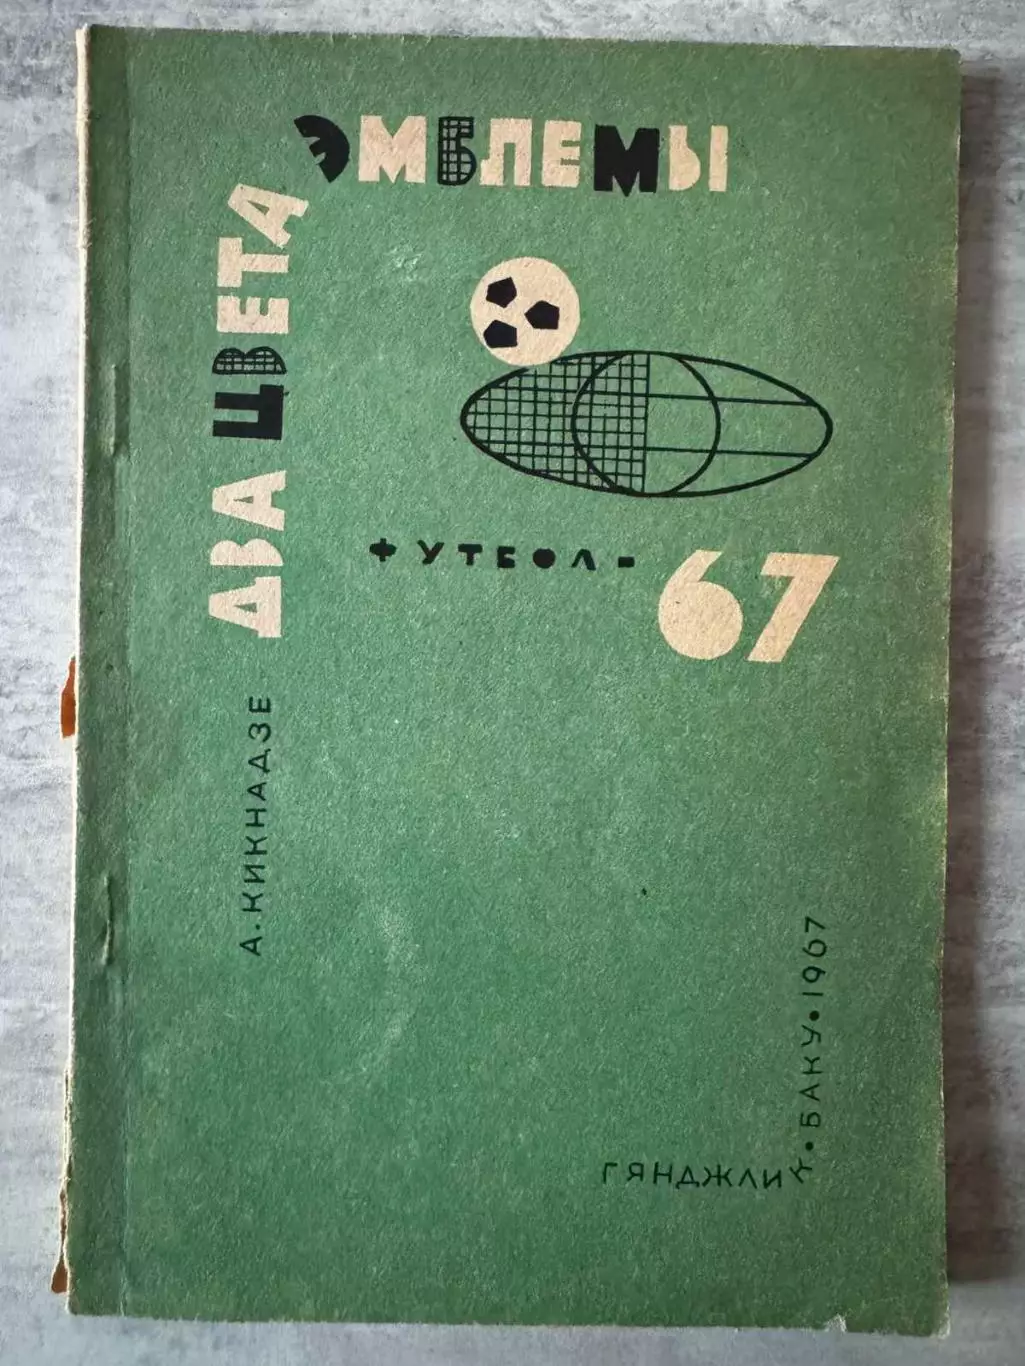 ДВА ЦВЕТА
ЭМБЛЕМЫ
ФУТБОЛ-
67
А. КИКНАДЗЕ
ГЯНДЖЛИК • БАКУ • 1967